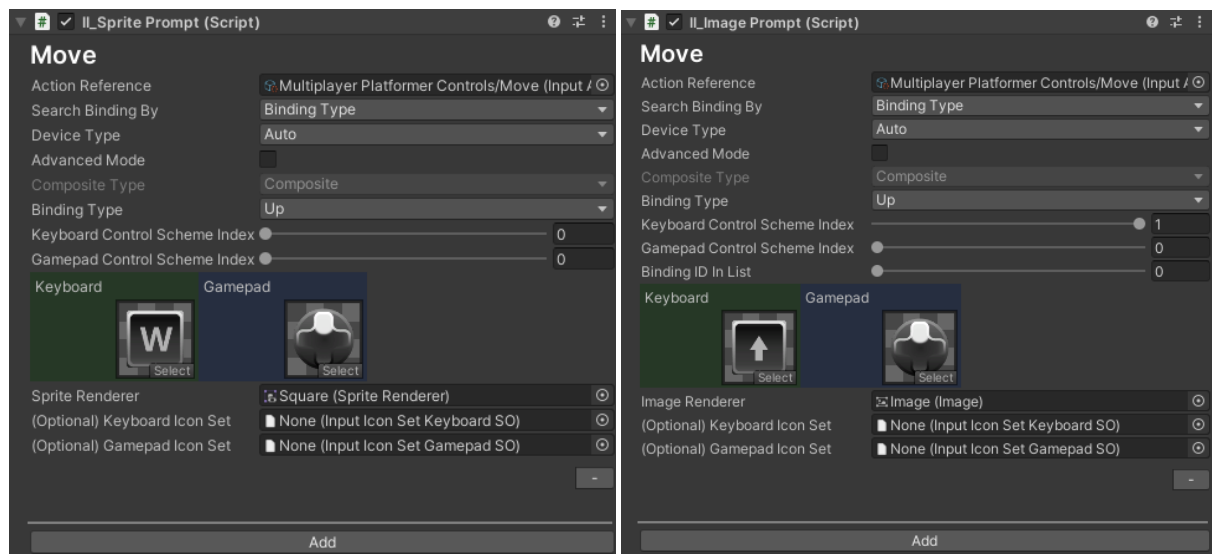 II_Sprite Prompt (Script)
Move
Action Reference Multiplayer Platformer Controls/Move (Input A
Search Binding By Binding Type
Device Type Auto
Advanced Mode
Composite Type Composite
Binding Type Up
Keyboard Control Scheme Index 0
Gamepad Control Scheme Index 0
Keyboard Gamepad
W
Select Select
Sprite Renderer Square (Sprite Renderer)
(Optional) Keyboard Icon Set None (Input Icon Set Keyboard SO)
(Optional) Gamepad Icon Set None (Input Icon Set Gamepad SO)
-
Add
II_Image Prompt (Script)
Move
Action Reference Multiplayer Platformer Controls/Move (Input A
Search Binding By Binding Type
Device Type Auto
Advanced Mode
Composite Type Composite
Binding Type Up
Keyboard Control Scheme Index 1
Gamepad Control Scheme Index 0
Binding ID In List 0
Keyboard Gamepad
Select Select
Image Renderer Image (Image)
(Optional) Keyboard Icon Set None (Input Icon Set Keyboard SO)
(Optional) Gamepad Icon Set None (Input Icon Set Gamepad SO)
-
Add